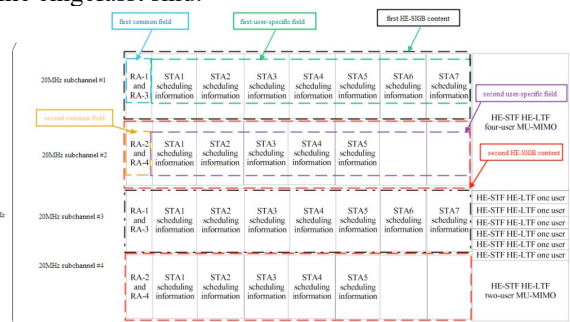 first common field
first user-specific field
first HE-SIGB content
20MHz subchannel #1
RA-1 and RA-3
STA1 scheduling information
STA2 scheduling information
STA3 scheduling information
STA4 scheduling information
STA5 scheduling information
STA6 scheduling information
STA7 scheduling information
HE-STF HE-LTF
four-user MU-MIMO
second user-specific field
second common field
20MHz subchannel #2
RA-2 and RA-4
STA1 scheduling information
STA2 scheduling information
STA3 scheduling information
STA4 scheduling information
STA5 scheduling information
second HE-SIGB content
20MHz subchannel #3
RA-1 and RA-3
STA1 scheduling information
STA2 scheduling information
STA3 scheduling information
STA4 scheduling information
STA5 scheduling information
STA6 scheduling information
STA7 scheduling information
HE-STF HE-LTF one user
HE-STF HE-LTF one user
HE-STF HE-LTF one user
HE-STF HE-LTF one user
HE-STF HE-LTF one user
20MHz subchannel #4
RA-2 and RA-4
STA1 scheduling information
STA2 scheduling information
STA3 scheduling information
STA4 scheduling information
STA5 scheduling information
HE-STF HE-LTF
two-user MU-MIMO